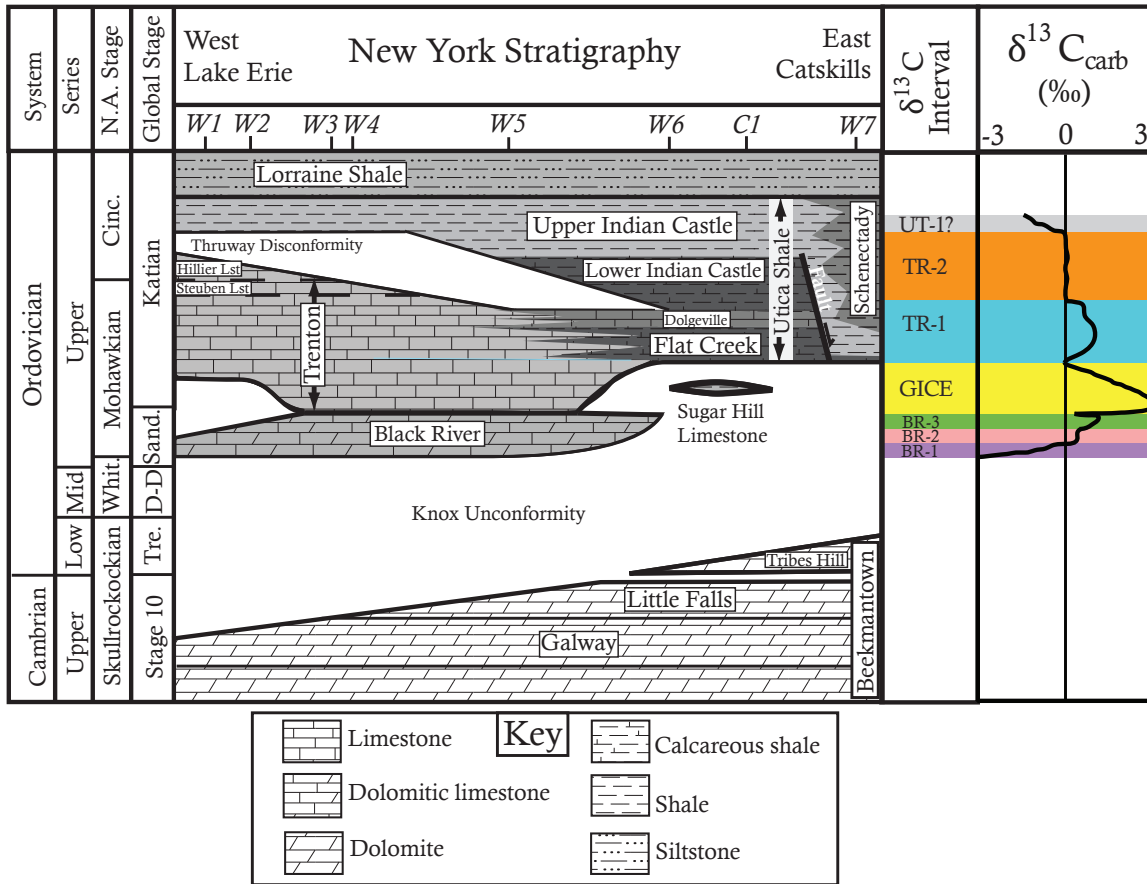 System
Series
N.A. Stage
Global Stage
West
Lake Erie
New York Stratigraphy
East
Catskills
δ13C
Interval
δ13 Ccarb
(‰)
W1 W2 W3 W4 W5 W6 C1 W7
-3 0 3
Ordovician
Cambrian
Upper
Mid
Low
Upper
Cinc.
Mohawkian
Whit.
Skullrockockian
Katian
Sand.
D-D
Tre.
Stage 10
Lorraine Shale
Upper Indian Castle
Thruway Disconformity
Hillier Lst
Steuben Lst
Lower Indian Castle
Utica Shale
Fault
Schenectady
Trenton
Dolgeville
Flat Creek
Black River
Sugar Hill
Limestone
Knox Unconformity
Tribes Hill
Little Falls
Galway
Beekmantown
UT-1?
TR-2
TR-1
GICE
BR-3
BR-2
BR-1
Key
Limestone
Dolomitic limestone
Dolomite
Calcareous shale
Shale
Siltstone